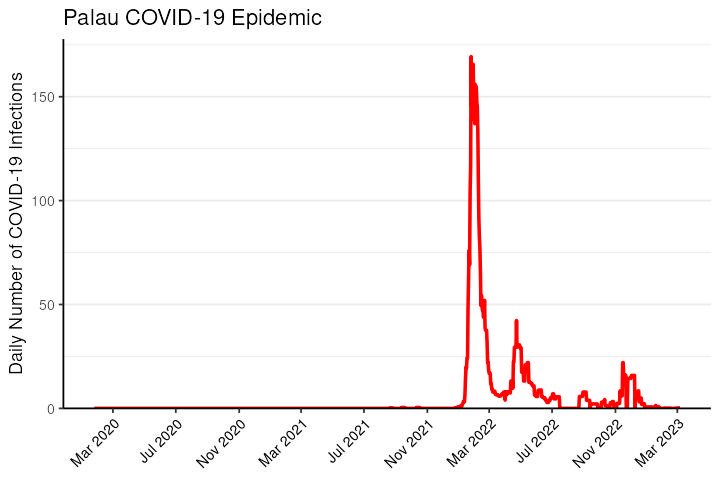 Palau COVID-19 Epidemic
Daily Number of COVID-19 Infections
150
100
50
0
Mar 2020
Jul 2020
Nov 2020
Mar 2021
Jul 2021
Nov 2021
Mar 2022
Jul 2022
Nov 2022
Mar 2023